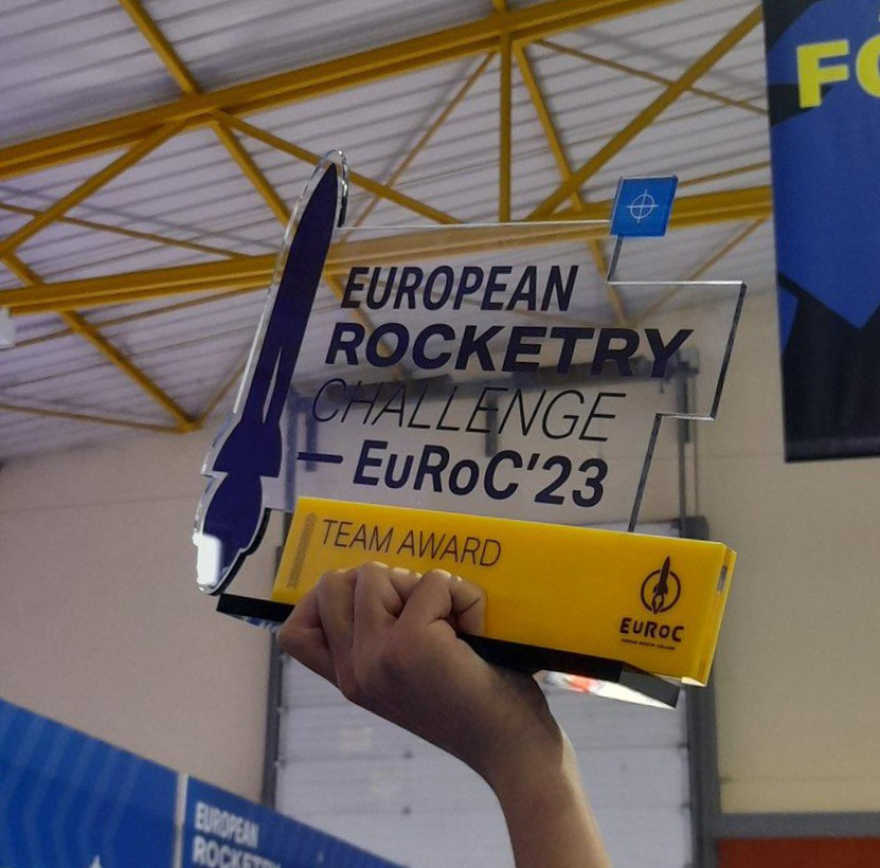 FO
EUROPEAN
ROCKETRY
CHALLENGE
— EuRoC'23
TEAM AWARD
EUROC
EUROPEAN
ROCKETRY